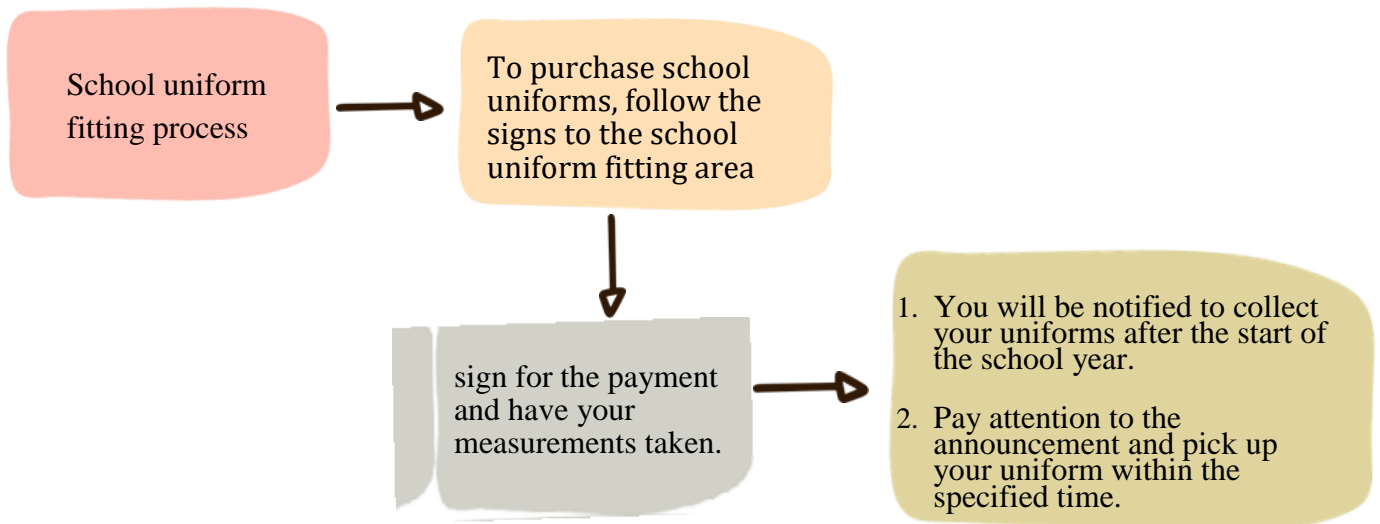 School uniform
fitting process
To purchase school
uniforms, follow the
signs to the school
uniform fitting area
sign for the payment
and have your
measurements taken.
1. You will be notified to collect
your uniforms after the start of
the school year.
2. Pay attention to the
announcement and pick up
your uniform within the
specified time.